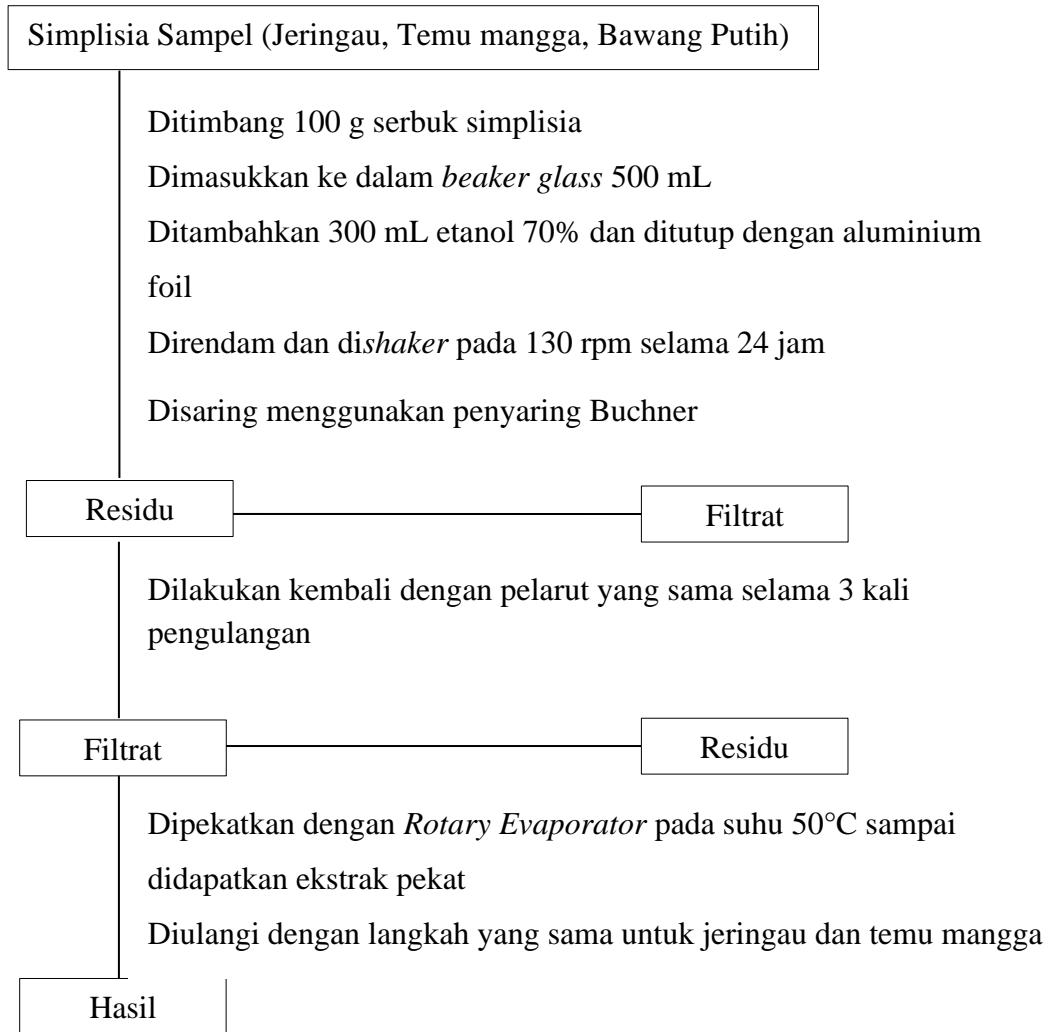 Simplisia Sampel (Jeringau, Temu mangga, Bawang Putih)
Ditimbang 100 g serbuk simplisia
Dimasukkan ke dalam beaker glass 500 mL
Ditambahkan 300 mL etanol 70% dan ditutup dengan aluminium
foil
Direndam dan dishaker pada 130 rpm selama 24 jam
Disaring menggunakan penyaring Buchner
Residu
Filtrat
Dilakukan kembali dengan pelarut yang sama selama 3 kali
pengulangan
Filtrat
Residu
Dipekatkan dengan Rotary Evaporator pada suhu 50°C sampai
didapatkan ekstrak pekat
Diulangi dengan langkah yang sama untuk jeringau dan temu mangga
Hasil